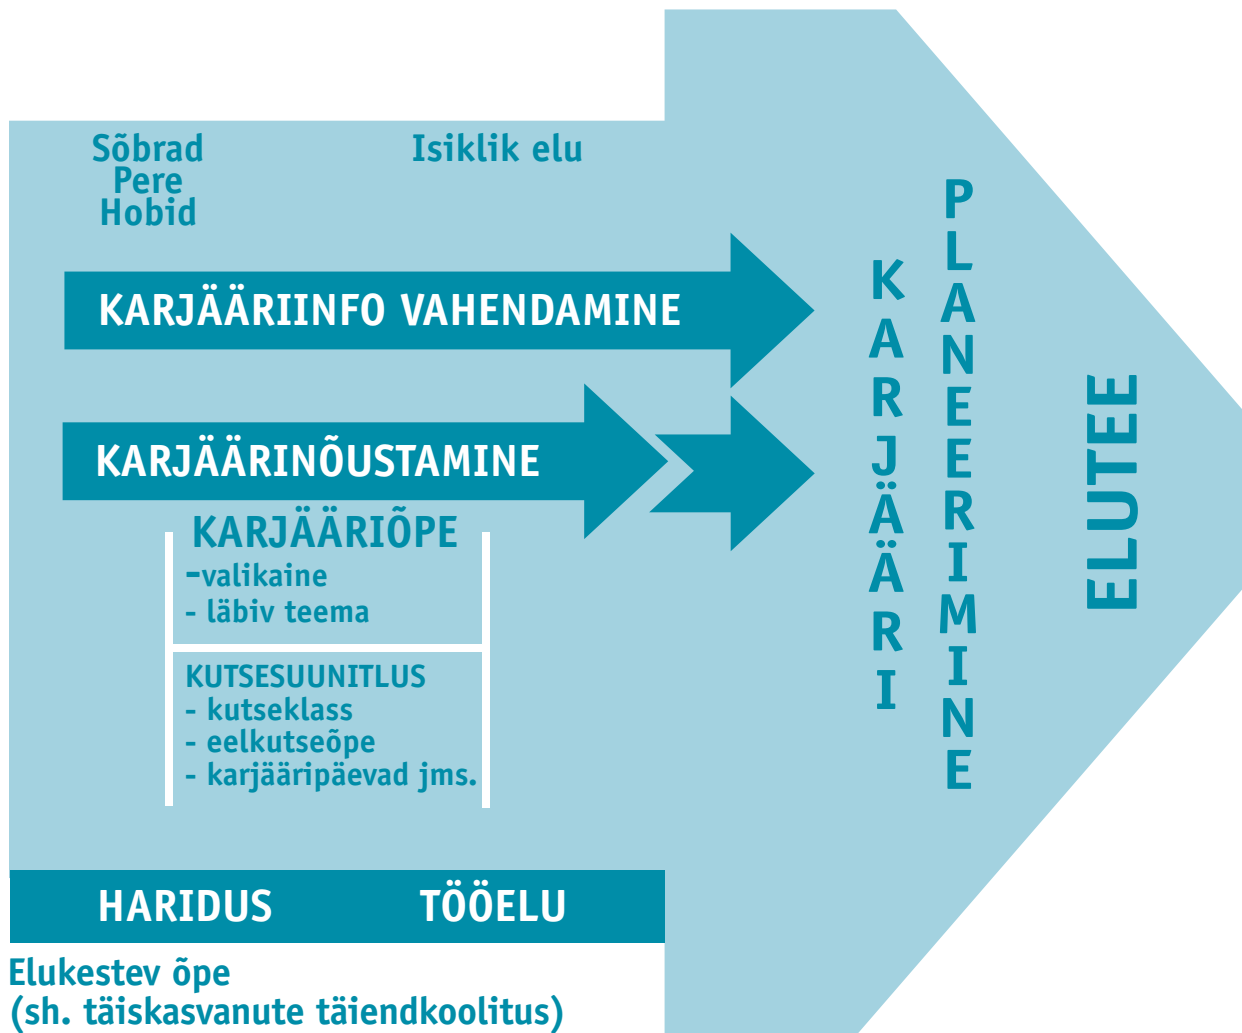 Sõbrad
Pere
Hobid
Isiklik elu
KARJÄÄRIINFO VAHENDAMINE
KARJÄÄRINÕUSTAMINE
KARJÄÄRIÕPE
-valikaine
- läbiv teema
KUTSESUUNITLUS
- kutseklass
- eelkutseõpe
- karjääripäevad jms.
KARJÄÄRI
PLANEERIMINE
ELUTEE
HARIDUS
TÖÖELU
Elukestev õpe
(sh. täiskasvanute täiendkoolitus)